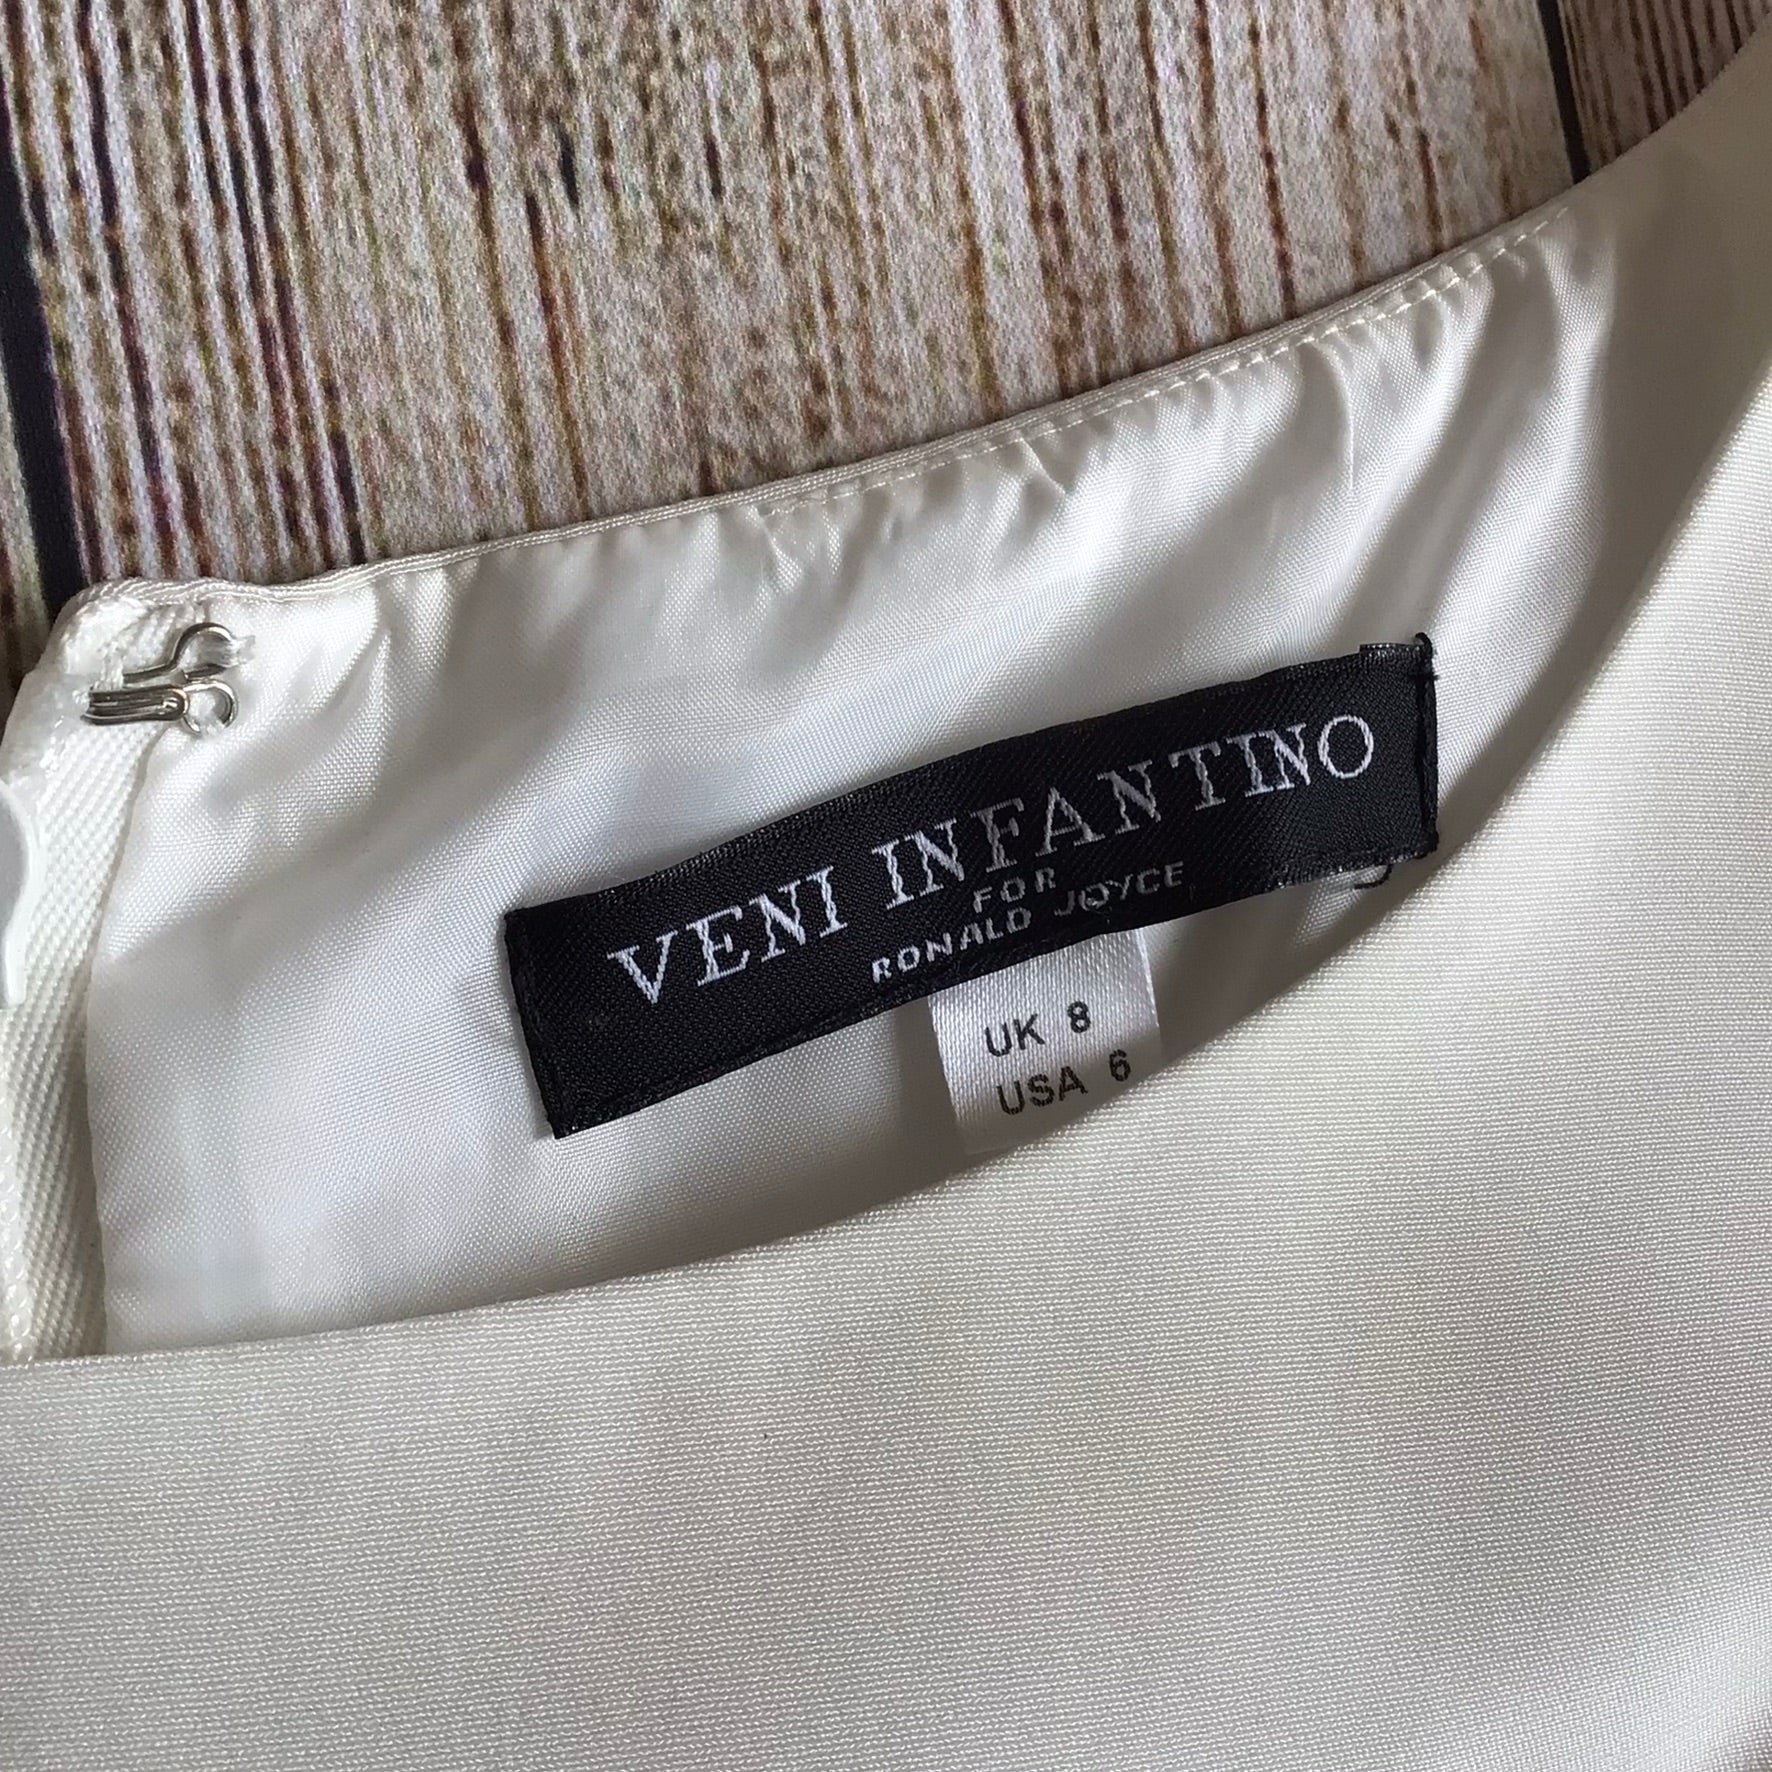 VENI INFANTINO
FOR
RONALD JOYCE
UK 8
USA 6